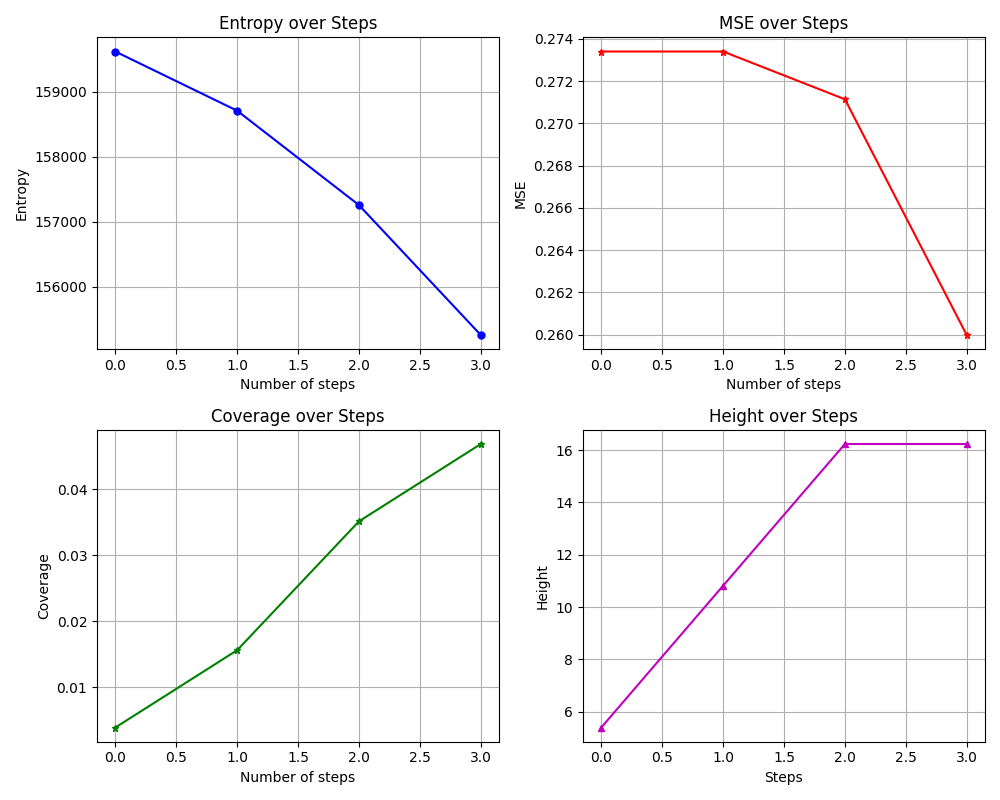 Entropy over Steps
159000
158000
157000
156000
Entropy
0.0 0.5 1.0 1.5 2.0 2.5 3.0
Number of steps
MSE over Steps
0.274
0.272
0.270
0.268
0.266
0.264
0.262
0.260
MSE
0.0 0.5 1.0 1.5 2.0 2.5 3.0
Number of steps
Coverage over Steps
0.04
0.03
0.02
0.01
Coverage
0.0 0.5 1.0 1.5 2.0 2.5 3.0
Number of steps
Height over Steps
16
14
12
10
8
6
Height
0.0 0.5 1.0 1.5 2.0 2.5 3.0
Steps